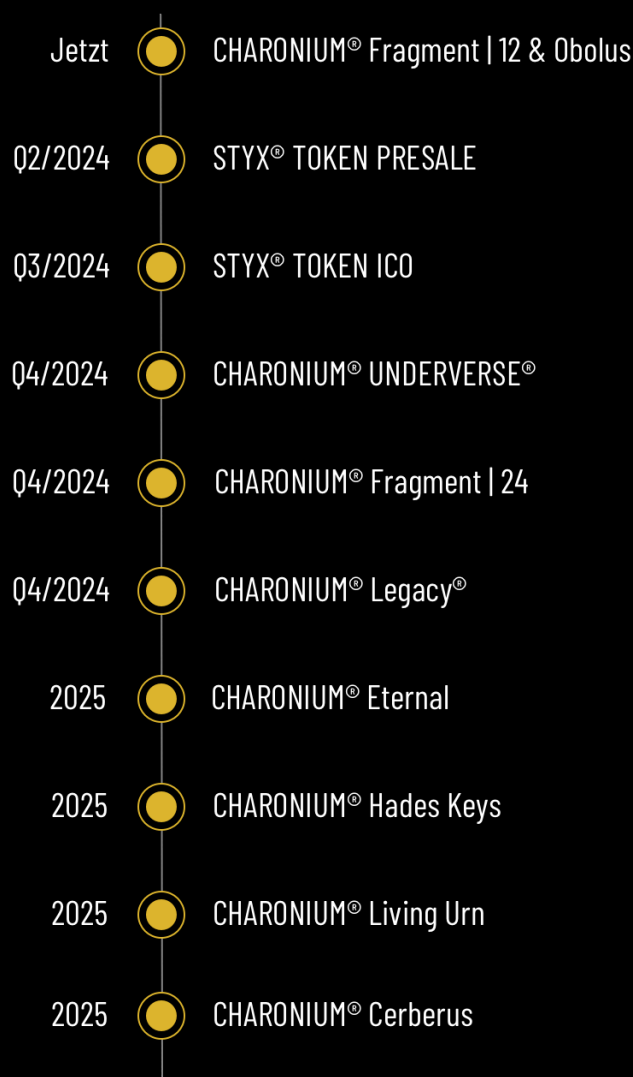 Jetzt CHARONIUM® Fragment | 12 & Obolus
Q2/2024 STYX® TOKEN PRESALE
Q3/2024 STYX® TOKEN ICO
Q4/2024 CHARONIUM® UNDERVERSE®
Q4/2024 CHARONIUM® Fragment | 24
Q4/2024 CHARONIUM® Legacy®
2025 CHARONIUM® Eternal
2025 CHARONIUM® Hades Keys
2025 CHARONIUM® Living Urn
2025 CHARONIUM® Cerberus